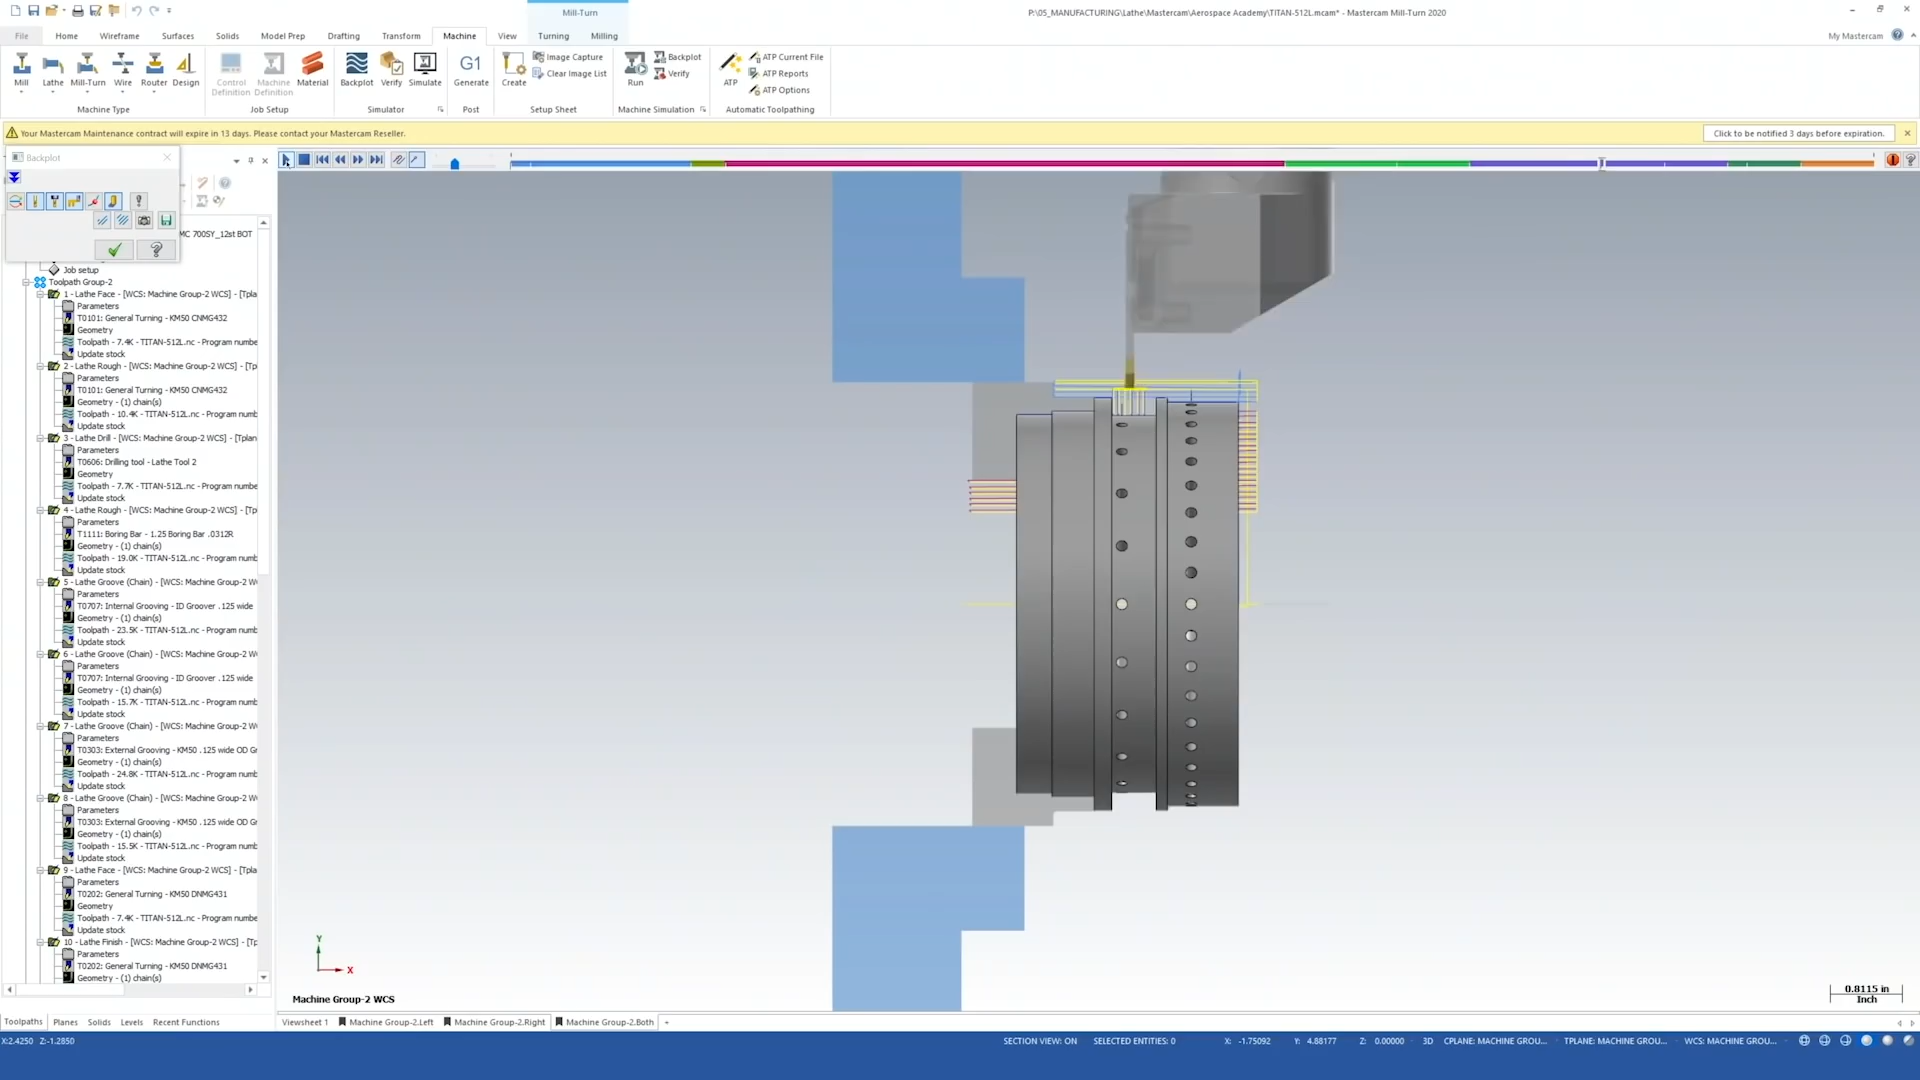 Mill-Turn
P:\05_MANUFACTURING\Lathe\Mastercam\Aerospace Academy\TITAN-512L.mcam* - Mastercam Mill-Turn 2020
File Home Wireframe Surfaces Solids Model Prep Drafting Transform Machine View Turning Milling
My Mastercam
Mill Lathe Mill-Turn Wire Router Design
Control Definition
Machine Definition
Material
Backplot Verify Simulate
G1
Generate
Create
Image Capture
Clear Image List
Run
Backplot
Verify
ATP
ATP Current File
ATP Reports
ATP Options
Machine Type Job Setup Simulator Post Setup Sheet Machine Simulation Automatic Toolpathing
Your Mastercam Maintenance contract will expire in 13 days. Please contact your Mastercam Reseller.
Click to be notified 3 days before expiration.
Backplot
MC 700SY_12st BOT
Job setup
Toolpath Group-2
1 - Lathe Face - [WCS: Machine Group-2 WCS] - [Tpla
Parameters
T0101: General Turning - KM50 CNMG432
Geometry
Toolpath - 7.4K - TITAN-512L.nc - Program numbe
Update stock
2 - Lathe Rough - [WCS: Machine Group-2 WCS] - [Tp
Parameters
T0101: General Turning - KM50 CNMG432
Geometry - (1) chain(s)
Toolpath - 10.4K - TITAN-512L.nc - Program numb
Update stock
3 - Lathe Drill - [WCS: Machine Group-2 WCS] - [Tplan
Parameters
T0606: Drilling tool - Lathe Tool 2
Geometry
Toolpath - 7.7K - TITAN-512L.nc - Program numbe
Update stock
4 - Lathe Rough - [WCS: Machine Group-2 WCS] - [Tp
Parameters
T1111: Boring Bar - 1.25 Boring Bar .0312R
Geometry - (1) chain(s)
Toolpath - 19.0K - TITAN-512L.nc - Program numb
Update stock
5 - Lathe Groove (Chain) - [WCS: Machine Group-2 W
Parameters
T0707: Internal Grooving - ID Groover .125 wide
Geometry - (1) chain(s)
Toolpath - 23.5K - TITAN-512L.nc - Program numb
Update stock
6 - Lathe Groove (Chain) - [WCS: Machine Group-2 W
Parameters
T0707: Internal Grooving - ID Groover .125 wide
Geometry - (1) chain(s)
Toolpath - 15.7K - TITAN-512L.nc - Program numb
Update stock
7 - Lathe Groove (Chain) - [WCS: Machine Group-2 W
Parameters
T0303: External Grooving - KM50 .125 wide OD Gr
Geometry - (1) chain(s)
Toolpath - 24.8K - TITAN-512L.nc - Program numb
Update stock
8 - Lathe Groove (Chain) - [WCS: Machine Group-2 W
Parameters
T0303: External Grooving - KM50 .125 wide OD Gr
Geometry - (1) chain(s)
Toolpath - 15.5K - TITAN-512L.nc - Program numb
Update stock
9 - Lathe Face - [WCS: Machine Group-2 WCS] - [Tpla
Parameters
T0202: General Turning - KM50 DNMG431
Geometry
Toolpath - 7.4K - TITAN-512L.nc - Program numbe
Update stock
10 - Lathe Finish - [WCS: Machine Group-2 WCS] - [Tp
Parameters
T0202: General Turning - KM50 DNMG431
Geometry - (1) chain(s)
Y
X
Machine Group-2 WCS
0.8115 in
Inch
Toolpaths Planes Solids Levels Recent Functions
Viewsheet 1 Machine Group-2.Left Machine Group-2.Right Machine Group-2.Both +
X:2.4250 Z:-1.2850
SECTION VIEW: ON SELECTED ENTITIES: 0 X: -1.75092 Y: 4.88177 Z: 0.00000 3D CPLANE: MACHINE GROU... TPLANE: MACHINE GROU... WCS: MACHINE GROU...